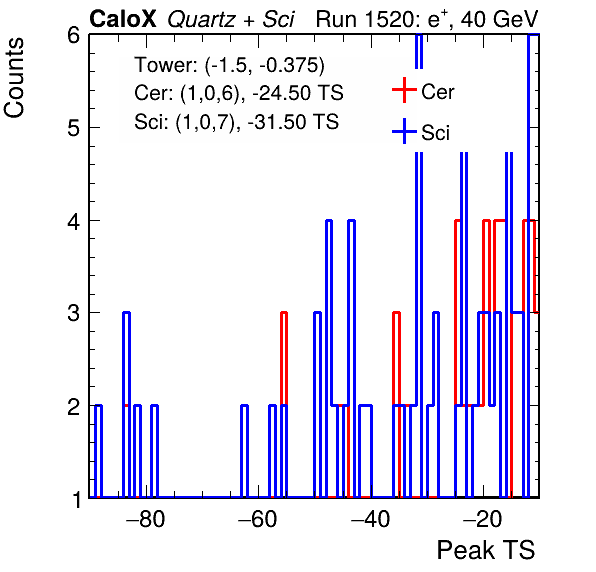 CaloX Quartz + Sci Run 1520: e⁺, 40 GeV
Counts
Tower: (-1.5, -0.375)
Cer: (1,0,6), -24.50 TS
Sci: (1,0,7), -31.50 TS
Cer
Sci
6
5
4
3
2
1
−80 −60 −40 −20
Peak TS